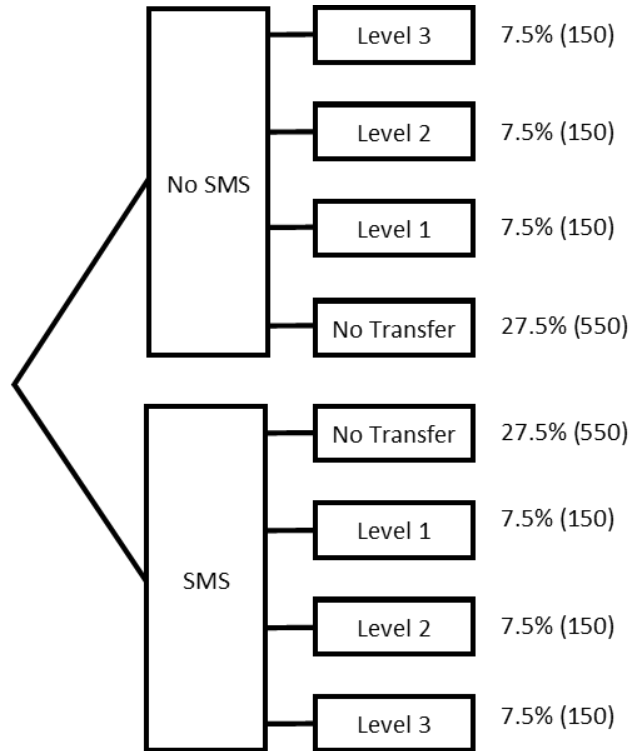 Level 3 7.5% (150)
Level 2 7.5% (150)
No SMS
Level 1 7.5% (150)
No Transfer 27.5% (550)
No Transfer 27.5% (550)
Level 1 7.5% (150)
SMS
Level 2 7.5% (150)
Level 3 7.5% (150)